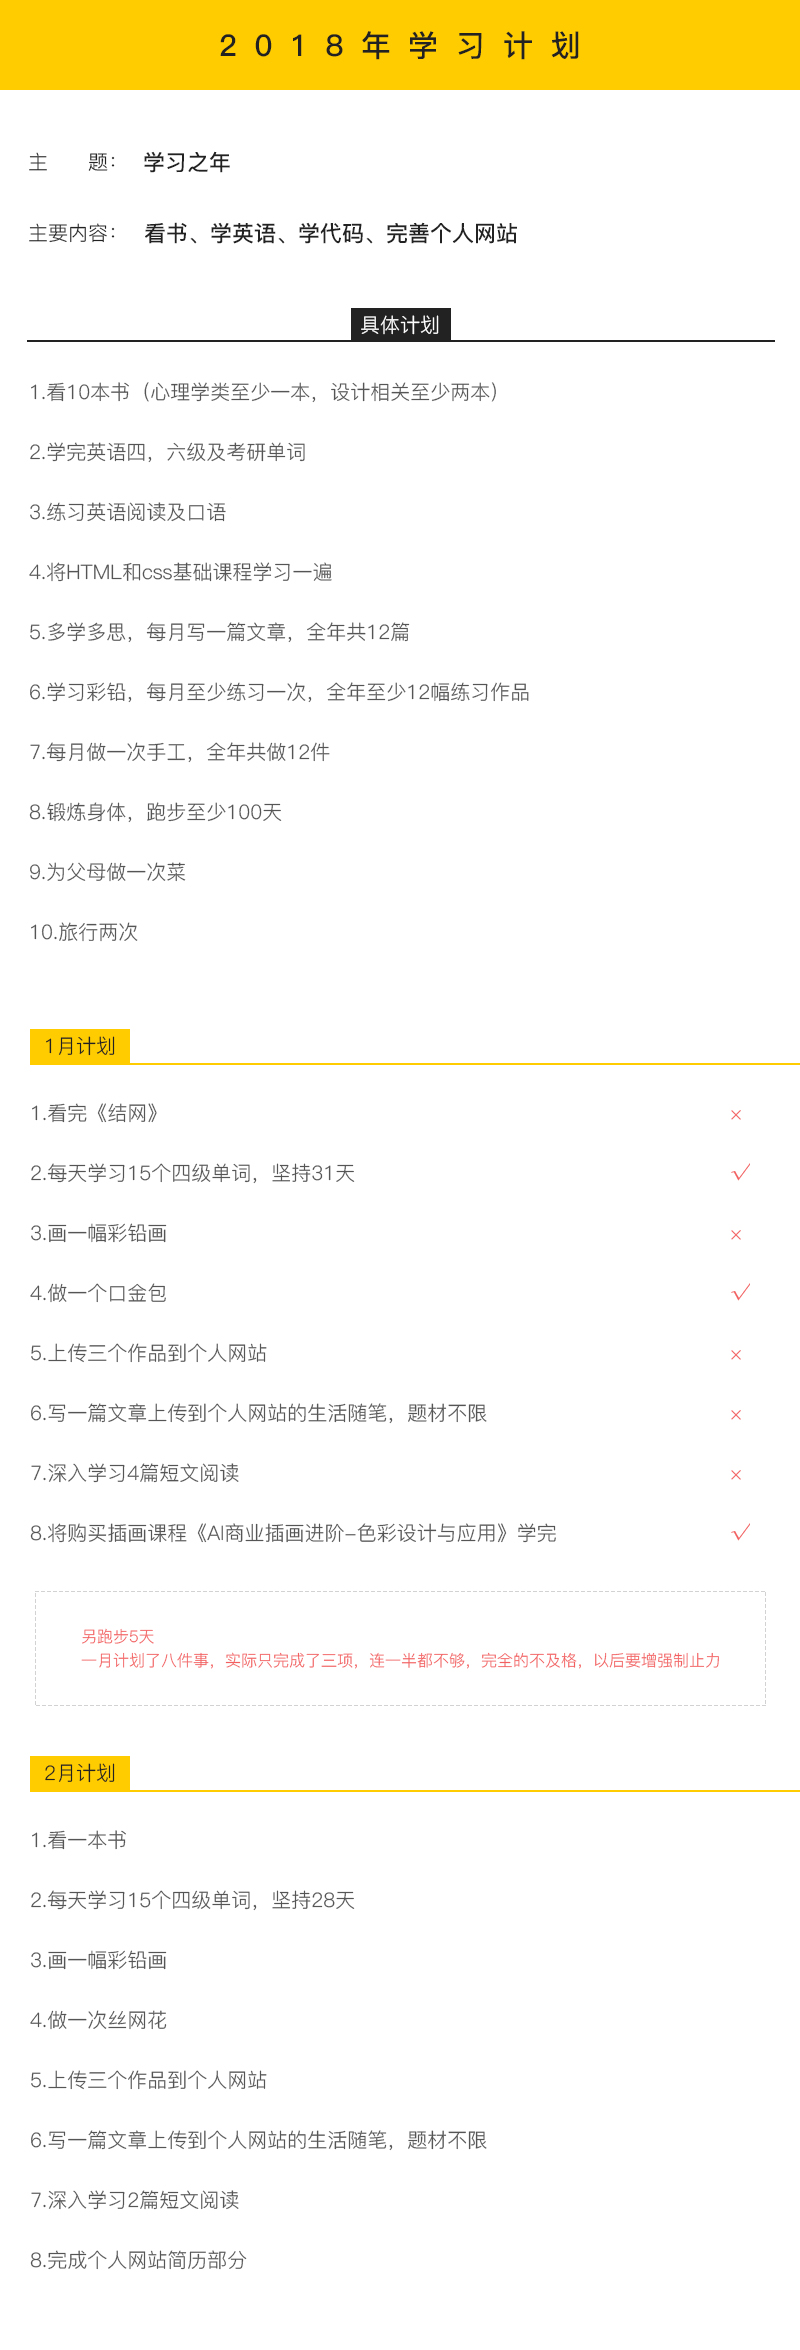 2018年学习计划
主　　题： 学习之年
主要内容： 看书、学英语、学代码、完善个人网站
具体计划
1.看10本书（心理学类至少一本，设计相关至少两本）
2.学完英语四，六级及考研单词
3.练习英语阅读及口语
4.将HTML和css基础课程学习一遍
5.多学多思，每月写一篇文章，全年共12篇
6.学习彩铅，每月至少练习一次，全年至少12幅练习作品
7.每月做一次手工，全年共做12件
8.锻炼身体，跑步至少100天
9.为父母做一次菜
10.旅行两次
1月计划
1.看完《结网》 ×
2.每天学习15个四级单词，坚持31天 √
3.画一幅彩铅画 ×
4.做一个口金包 √
5.上传三个作品到个人网站 ×
6.写一篇文章上传到个人网站的生活随笔，题材不限 ×
7.深入学习4篇短文阅读 ×
8.将购买插画课程《AI商业插画进阶-色彩设计与应用》学完 √
另跑步5天
一月计划了八件事，实际只完成了三项，连一半都不够，完全的不及格，以后要增强制止力
2月计划
1.看一本书
2.每天学习15个四级单词，坚持28天
3.画一幅彩铅画
4.做一次丝网花
5.上传三个作品到个人网站
6.写一篇文章上传到个人网站的生活随笔，题材不限
7.深入学习2篇短文阅读
8.完成个人网站简历部分